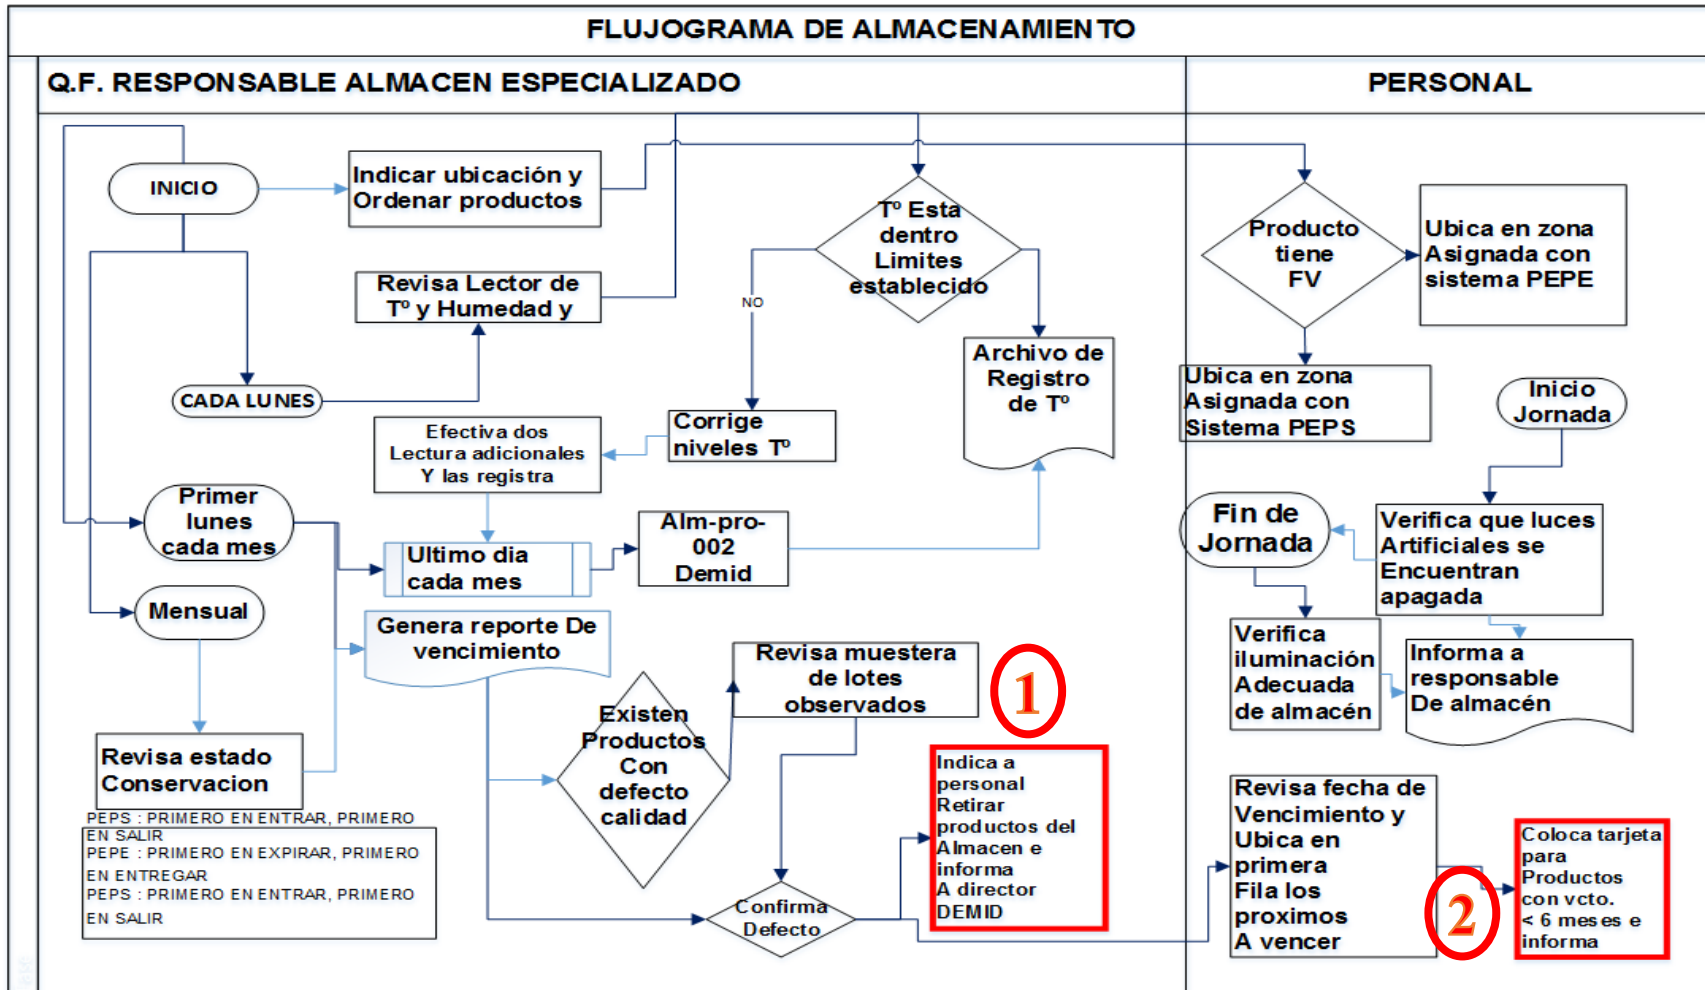 FLUJOGRAMA DE ALMACENAMIENTO
Q.F. RESPONSABLE ALMACEN ESPECIALIZADO
PERSONAL
INICIO
Indicar ubicación y
Ordenar productos
Tº Esta
dentro
Limites
establecido
Producto
tiene
FV
Ubica en zona
Asignada con
sistema PEPE
Revisa Lector de
Tº y Humedad y
NO
Archivo de
Registro
de Tº
CADA LUNES
Ubica en zona
Asignada con
Sistema PEPS
Inicio
Jornada
Efectiva dos
Lectura adicionales
Y las registra
Corrige
niveles Tº
Primer
lunes
cada mes
Ultimo dia
cada mes
Alm-pro-
002
Demid
Fin de
Jornada
Verifica que luces
Artificiales se
Encuentran
apagada
Mensual
Genera reporte De
vencimiento
Revisa muestera
de lotes
observados
1
Verifica
iluminación
Adecuada
de almacén
Informa a
responsable
De almacén
Existen
Productos
Con
defecto
calidad
Revisa estado
Conservacion
Indica a
personal
Retirar
productos del
Almacen e
informa
A director
DEMID
Revisa fecha de
Vencimiento y
Ubica en
primera
Fila los
proximos
A vencer
2
Coloca tarjeta
para
Productos
con vcto.
< 6 meses e
informa
Confirma
Defecto
PEPS : PRIMERO EN ENTRAR, PRIMERO
EN SALIR
PEPE : PRIMERO EN EXPIRAR, PRIMERO
EN ENTREGAR
PEPS : PRIMERO EN ENTRAR, PRIMERO
EN SALIR